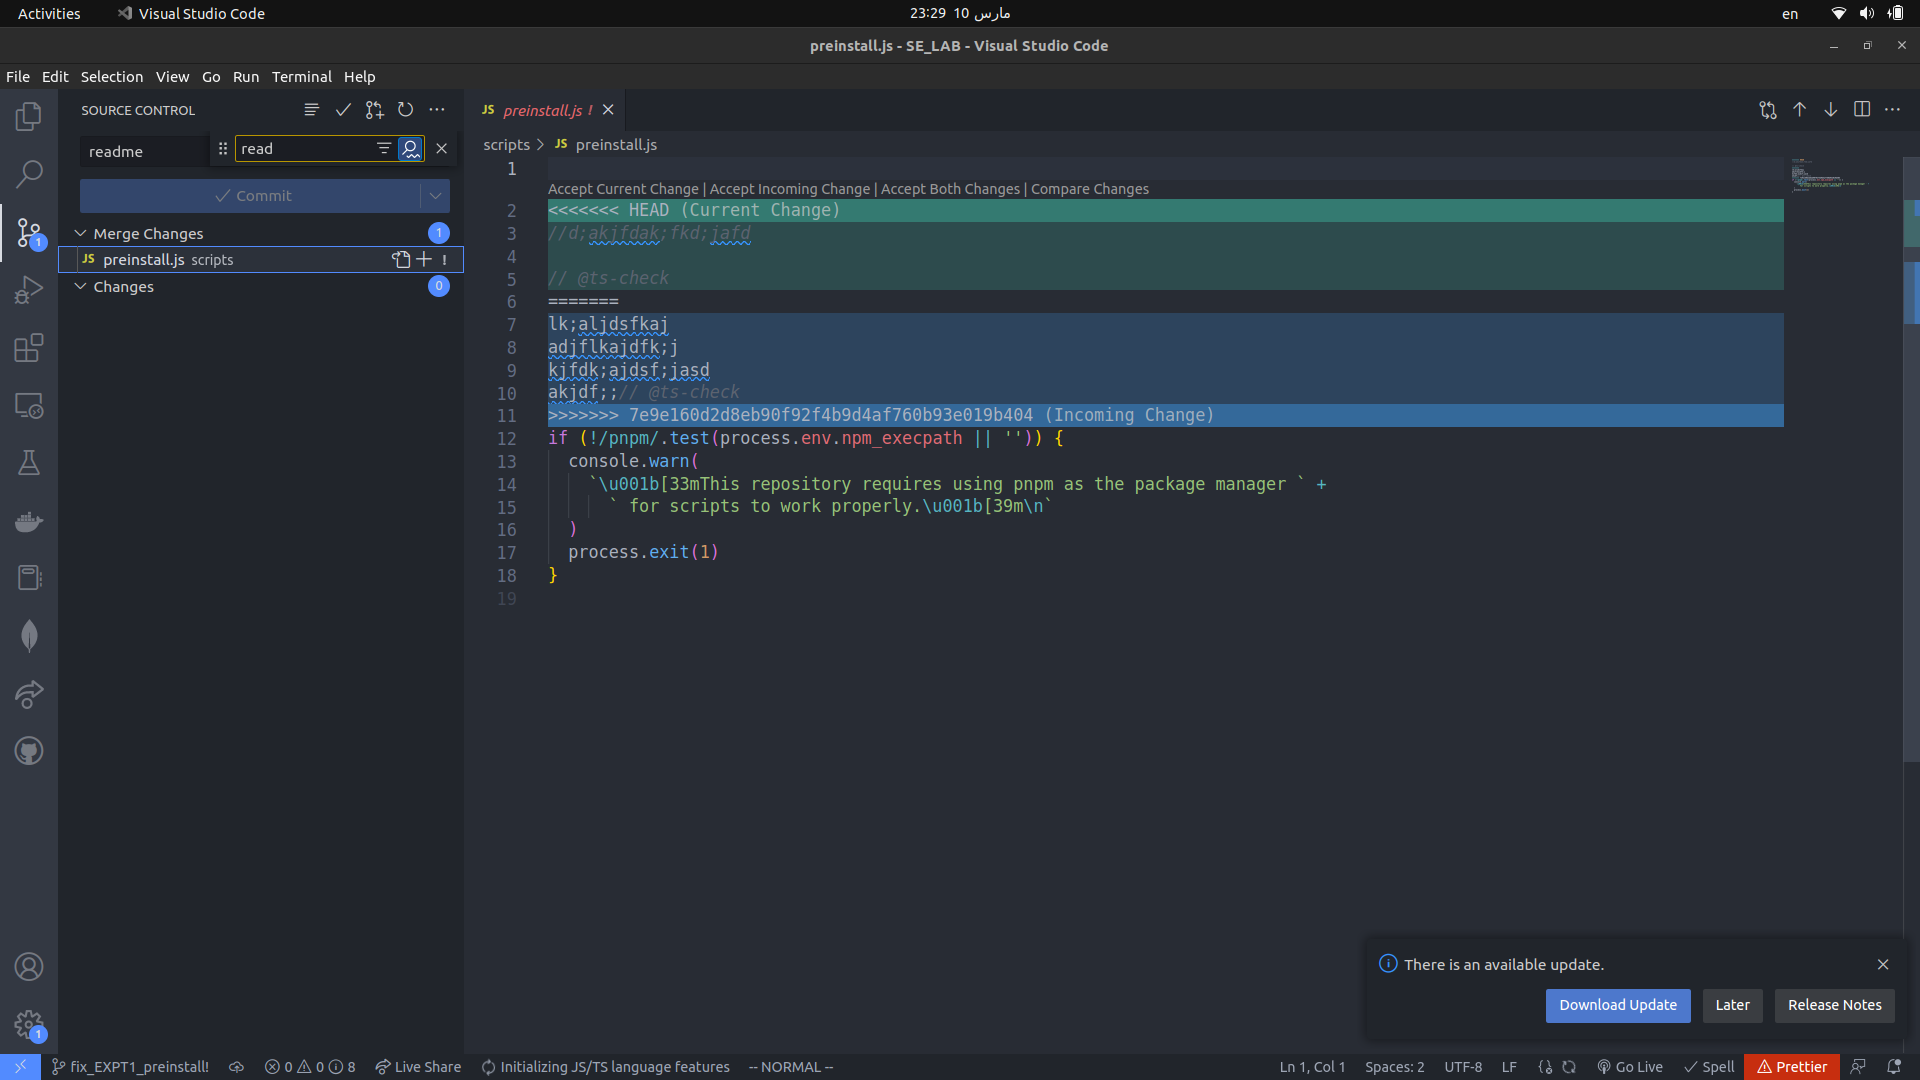 Activities
Visual Studio Code
23:29 10 مارس
en
preinstall.js - SE_LAB - Visual Studio Code
File Edit Selection View Go Run Terminal Help
SOURCE CONTROL
readme
read
Commit
Merge Changes
1
JS preinstall.js scripts !
Changes
0
1
1
JS preinstall.js !
scripts > JS preinstall.js
1
Accept Current Change | Accept Incoming Change | Accept Both Changes | Compare Changes
2 <<<<<<< HEAD (Current Change)
3 //d;akjfdak;fkd;jafd
4
5 // @ts-check
6 =======
7 lk;aljdsfkaj
8 adjflkajdfk;j
9 kjfdk;ajdsf;jasd
10 akjdf;;// @ts-check
11 >>>>>>> 7e9e160d2d8eb90f92f4b9d4af760b93e019b404 (Incoming Change)
12 if (!/pnpm/.test(process.env.npm_execpath || '')) {
13 console.warn(
14 `\u001b[33mThis repository requires using pnpm as the package manager ` +
15 ` for scripts to work properly.\u001b[39m\n`
16 )
17 process.exit(1)
18 }
19
There is an available update.
Download Update
Later
Release Notes
fix_EXPT1_preinstall! 0 0 8 Live Share Initializing JS/TS language features -- NORMAL -- Ln 1, Col 1 Spaces: 2 UTF-8 LF Go Live Spell Prettier